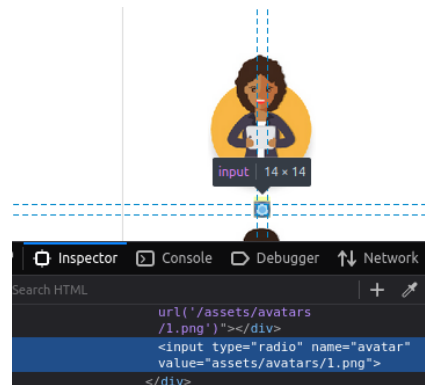 input 14 × 14
Inspector Console Debugger Network
Search HTML
url('/assets/avatars
/1.png')"></div>
<input type="radio" name="avatar"
value="assets/avatars/1.png">
</div>